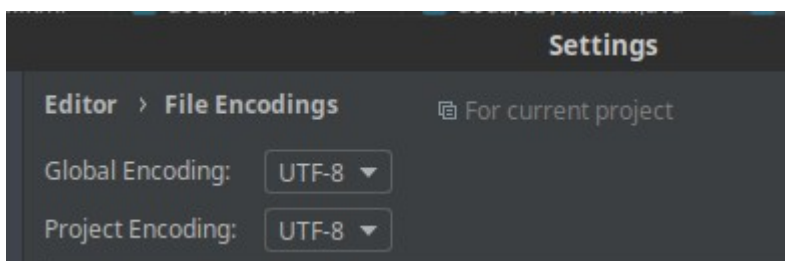 Settings
Editor › File Encodings For current project
Global Encoding: UTF-8
Project Encoding: UTF-8